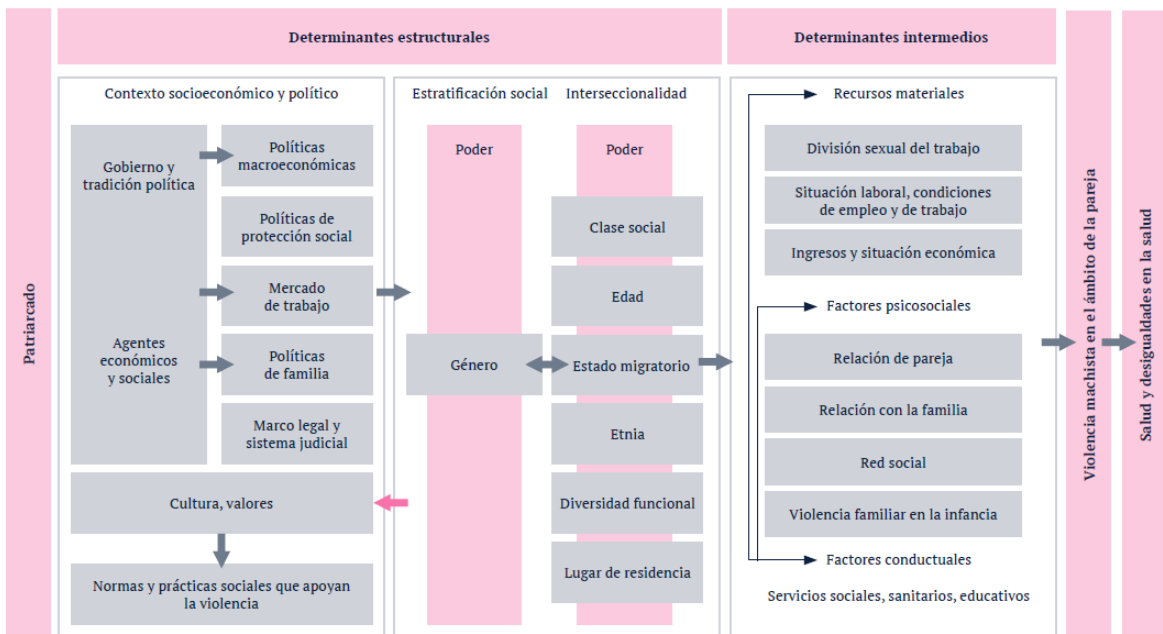 Patriarcado
Determinantes estructurales
Contexto socioeconómico y político
Gobierno y
tradición política
Agentes
económicos
y sociales
Políticas
macroeconómicas
Políticas de
protección social
Mercado
de trabajo
Políticas
de familia
Marco legal y
sistema judicial
Cultura, valores
Normas y prácticas sociales que apoyan
la violencia
Estratificación social
Poder
Género
Interseccionalidad
Poder
Clase social
Edad
Estado migratorio
Etnia
Diversidad funcional
Lugar de residencia
Determinantes intermedios
Recursos materiales
División sexual del trabajo
Situación laboral, condiciones
de empleo y de trabajo
Ingresos y situación económica
Factores psicosociales
Relación de pareja
Relación con la familia
Red social
Violencia familiar en la infancia
Factores conductuales
Servicios sociales, sanitarios, educativos
Violencia machista en el ámbito de la pareja
Salud y desigualdades en la salud